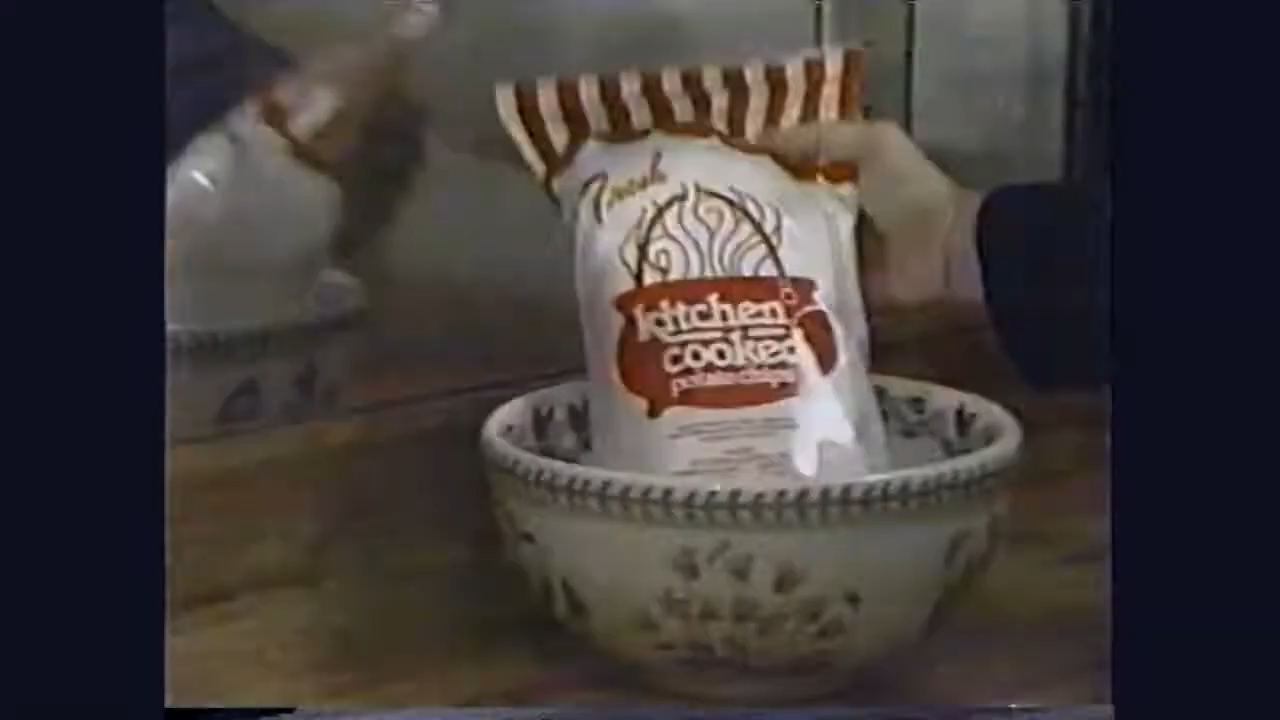 Fresh
kitchen
cooked
potato chips